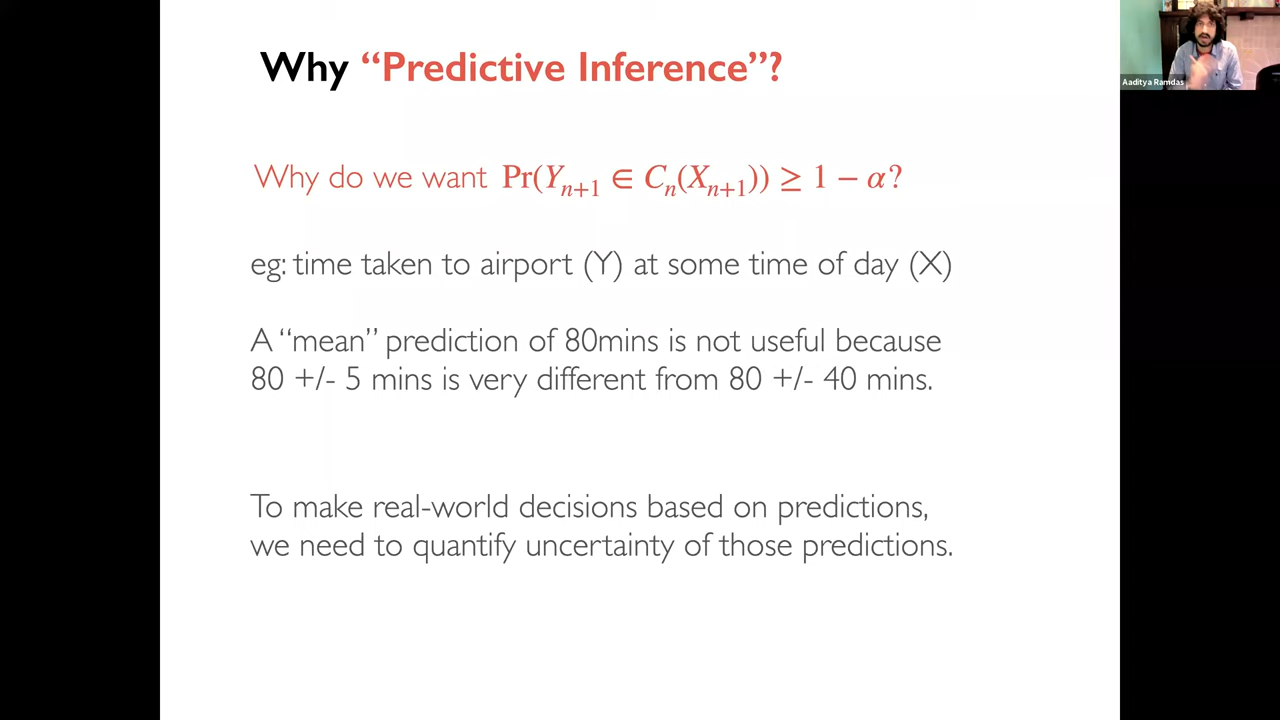 Why “Predictive Inference”?
Aaditya Ramdas
Why do we want Pr(Yₙ₊₁ ∈ Cₙ(Xₙ₊₁)) ≥ 1 − α?
eg: time taken to airport (Y) at some time of day (X)
A “mean” prediction of 80mins is not useful because
80 +/- 5 mins is very different from 80 +/- 40 mins.
To make real-world decisions based on predictions,
we need to quantify uncertainty of those predictions.